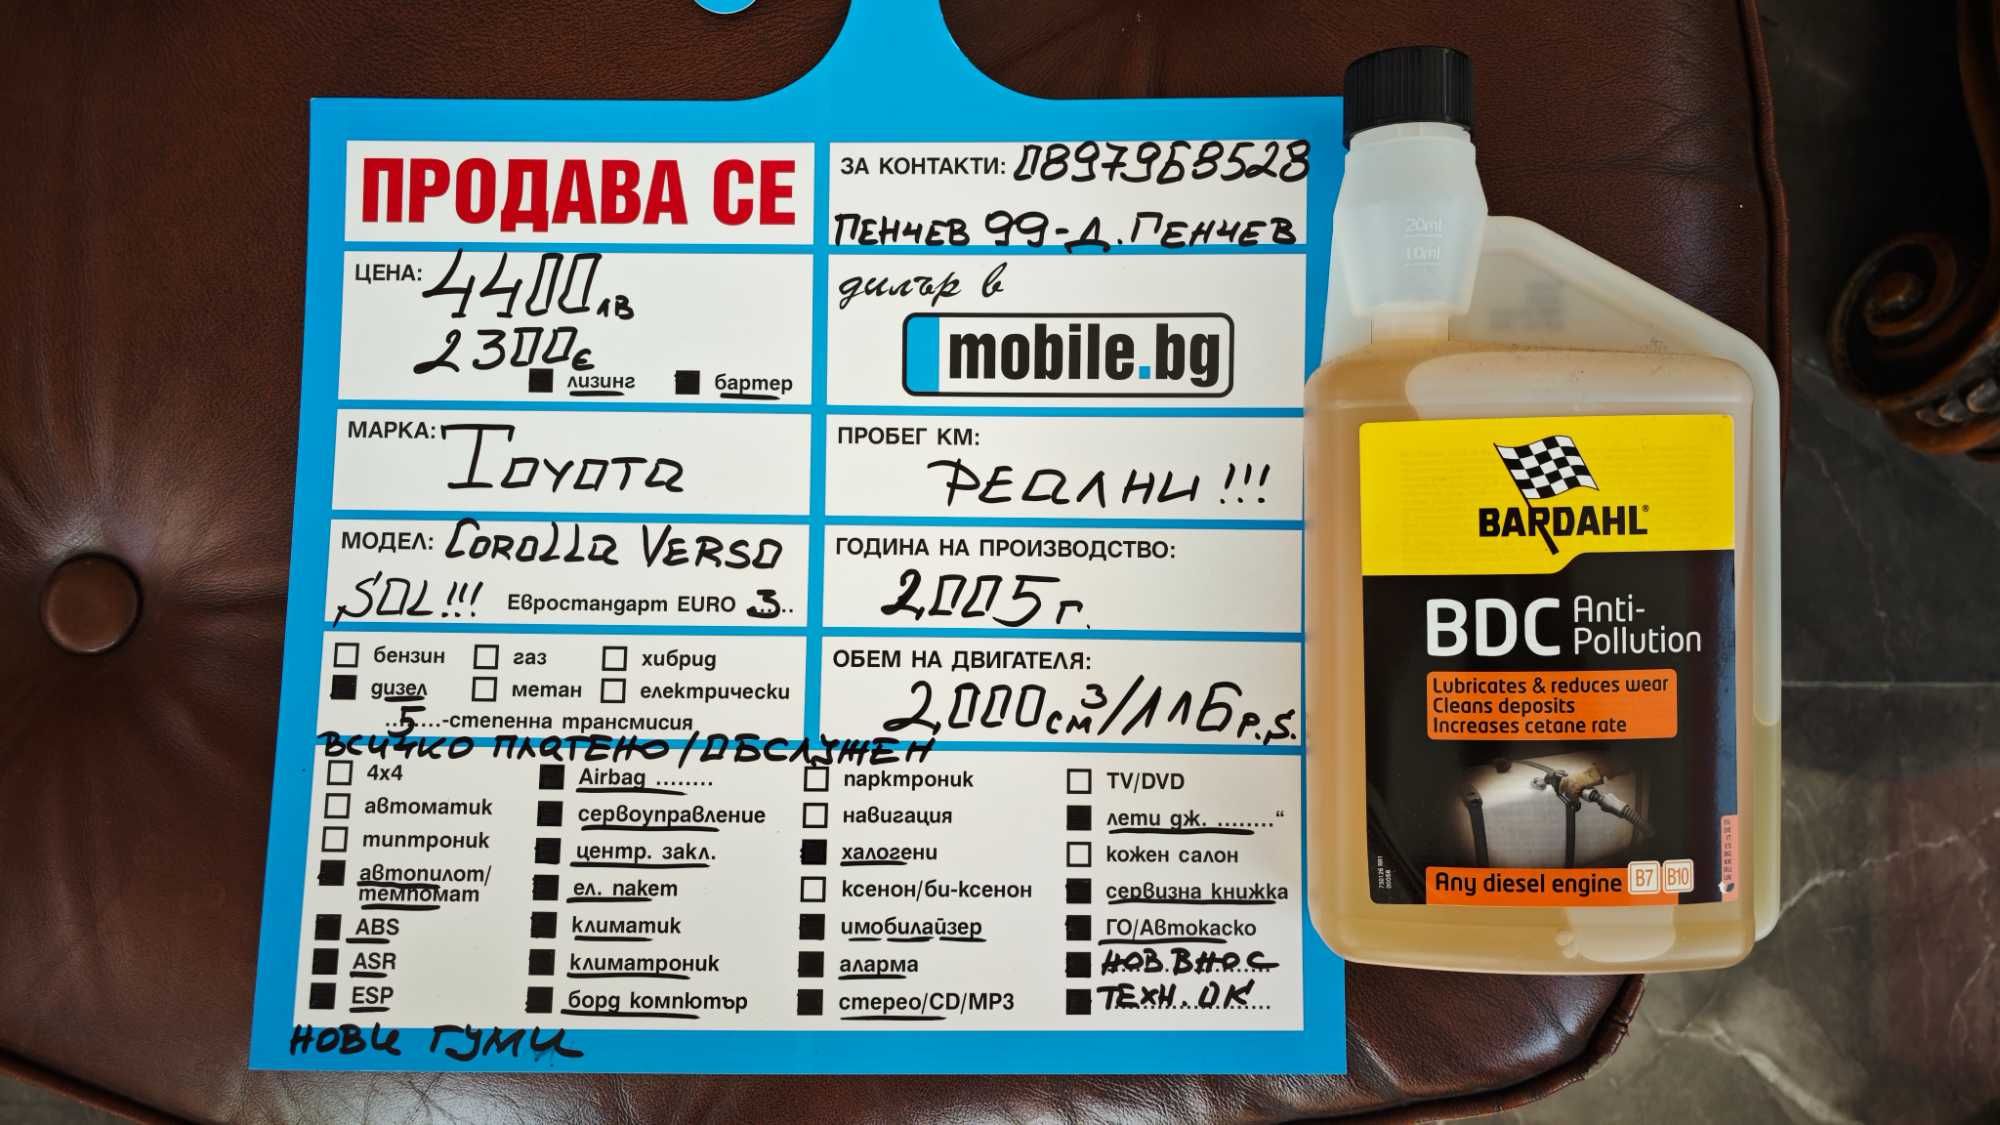 ПРОДАВА СЕ
ЗА КОНТАКТИ: 0897968528
ПЕНЧЕВ 99-Д. ПЕНЧЕВ
ЦЕНА: 4400лв
2300€
лизинг бартер
дилър в
mobile.bg
МАРКА: TOYOTA
ПРОБЕГ КМ:
РЕАЛНИ!!!
МОДЕЛ: COROLLA VERSO
SOL!!! Евростандарт EURO 3
ГОДИНА НА ПРОИЗВОДСТВО:
2005г.
бензин газ хибрид
дизел метан електрически
5-степенна трансмисия
ОБЕМ НА ДВИГАТЕЛЯ:
2,000см3/116P.S.
ВСИЧКО ПЛАТЕНО/ОБСЛУЖЕН
4x4
автоматик
типтроник
автопилот/
темпомат
ABS
ASR
ESP
Airbag ........
сервоуправление
центр. закл.
ел. пакет
климатик
климатроник
борд компютър
парктроник
навигация
халогени
ксенон/би-ксенон
имобилайзер
аларма
стерео/CD/MP3
TV/DVD
лети дж. ........“
кожен салон
сервизна книжка
ГО/Автокаско
НОВ ВНОС
ТЕХН. ОК
НОВИ ГУМИ
20ml
10ml
BARDAHL®
BDC Anti-
Pollution
Lubricates & reduces wear
Cleans deposits
Increases cetane rate
Any diesel engine B7 B10